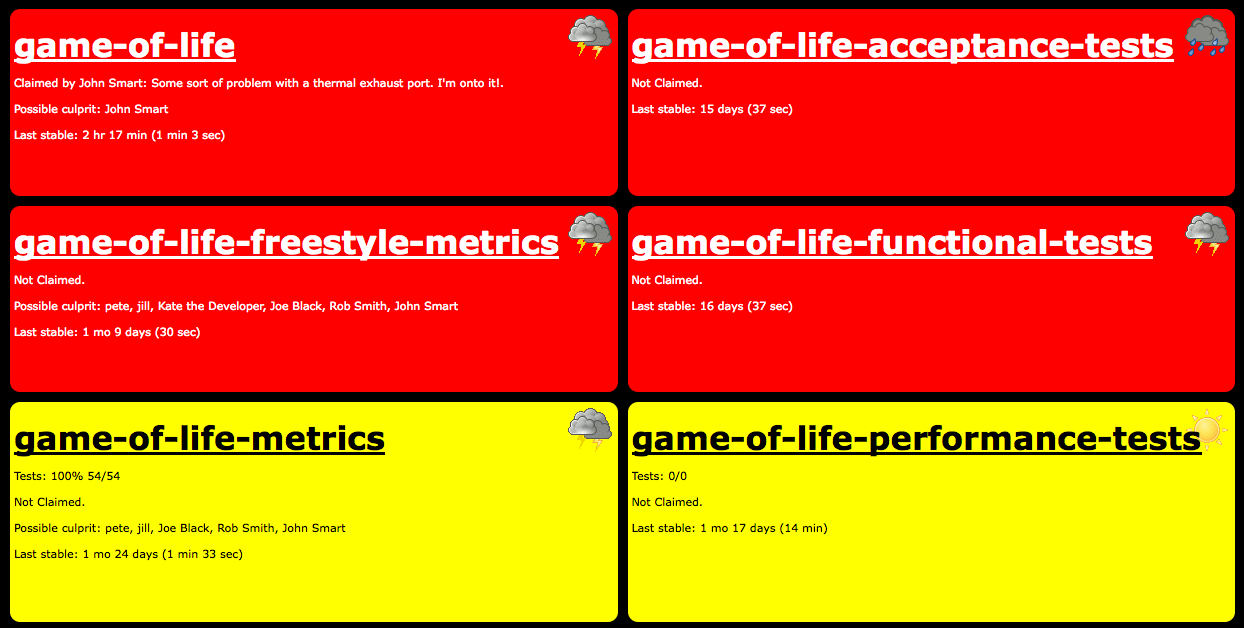 game-of-life
Claimed by John Smart: Some sort of problem with a thermal exhaust port. I'm onto it!.
Possible culprit: John Smart
Last stable: 2 hr 17 min (1 min 3 sec)
game-of-life-acceptance-tests
Not Claimed.
Last stable: 15 days (37 sec)
game-of-life-freestyle-metrics
Not Claimed.
Possible culprit: pete, jill, Kate the Developer, Joe Black, Rob Smith, John Smart
Last stable: 1 mo 9 days (30 sec)
game-of-life-functional-tests
Not Claimed.
Last stable: 16 days (37 sec)
game-of-life-metrics
Tests: 100% 54/54
Not Claimed.
Possible culprit: pete, jill, Joe Black, Rob Smith, John Smart
Last stable: 1 mo 24 days (1 min 33 sec)
game-of-life-performance-tests
Tests: 0/0
Not Claimed.
Last stable: 1 mo 17 days (14 min)